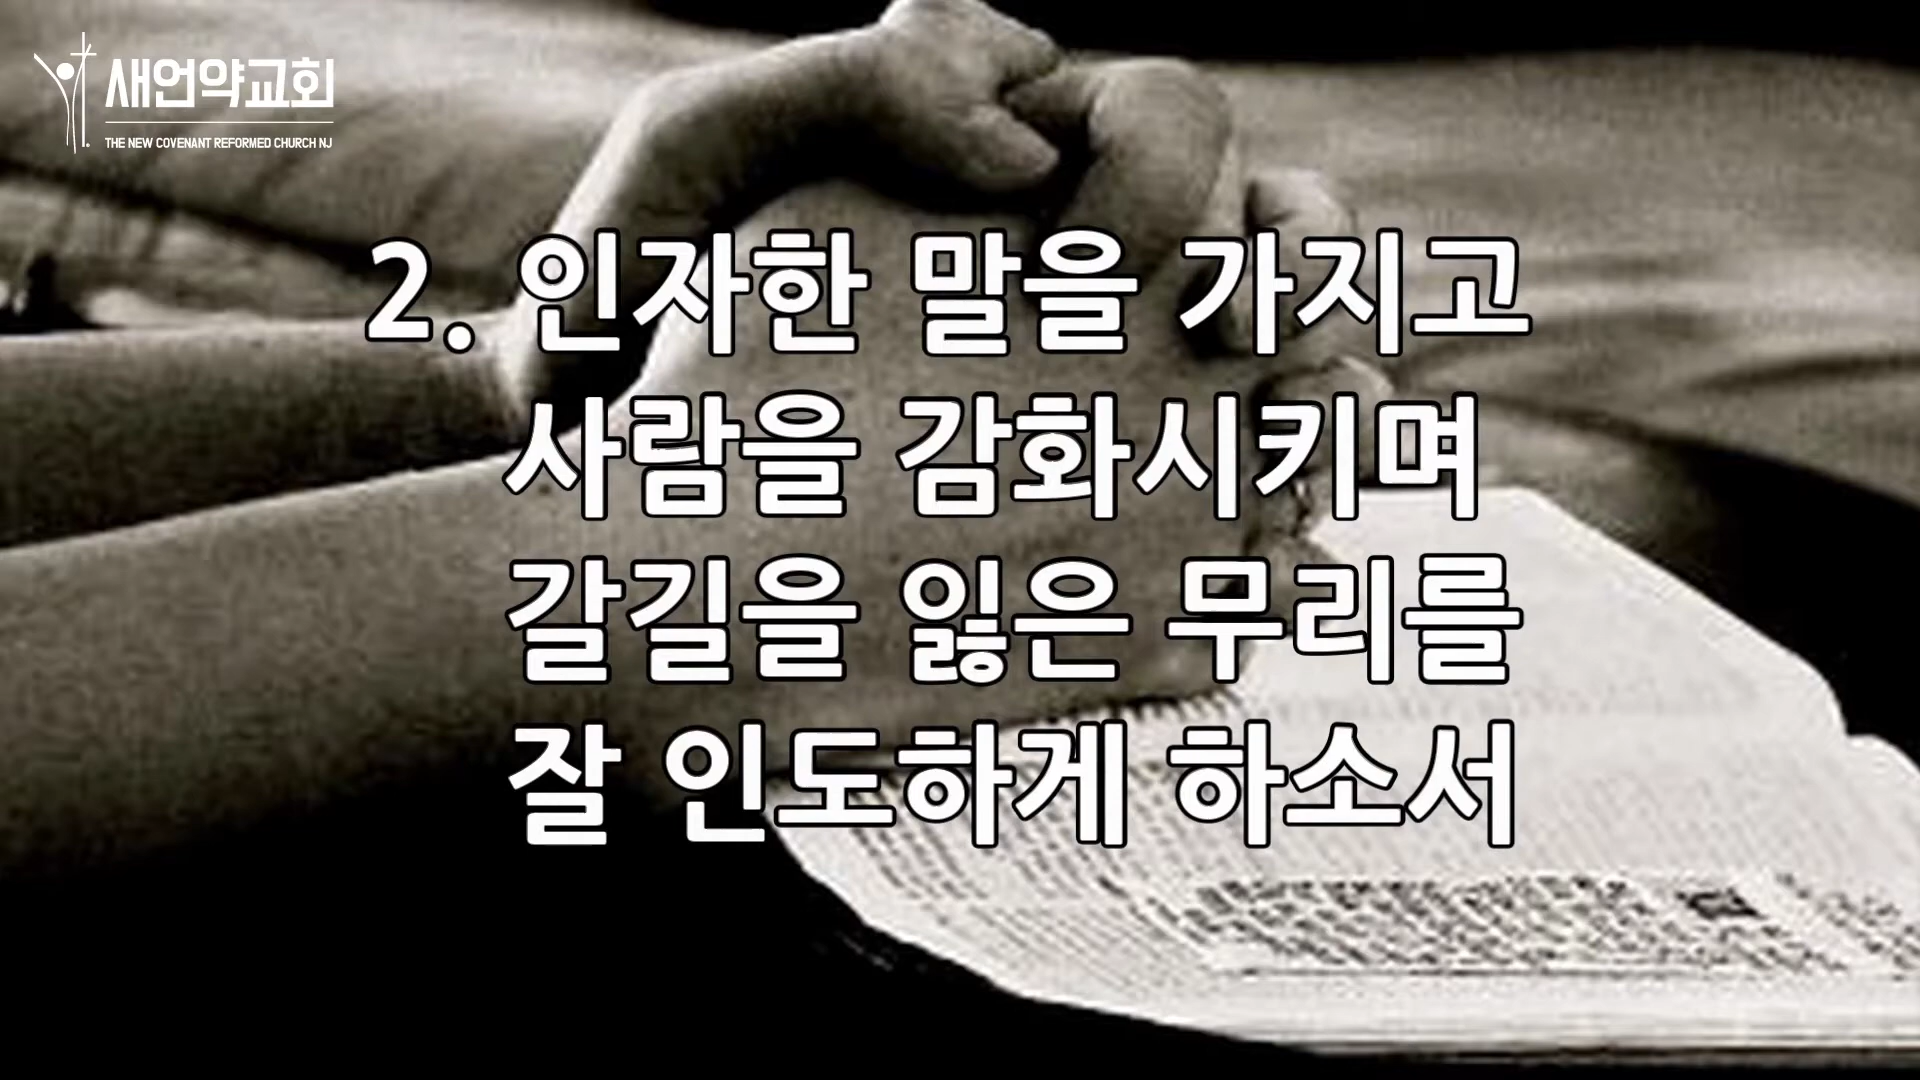 새언약교회
THE NEW COVENANT REFORMED CHURCH NJ
2. 인자한 말을 가지고
사람을 감화시키며
갈길을 잃은 무리를
잘 인도하게 하소서